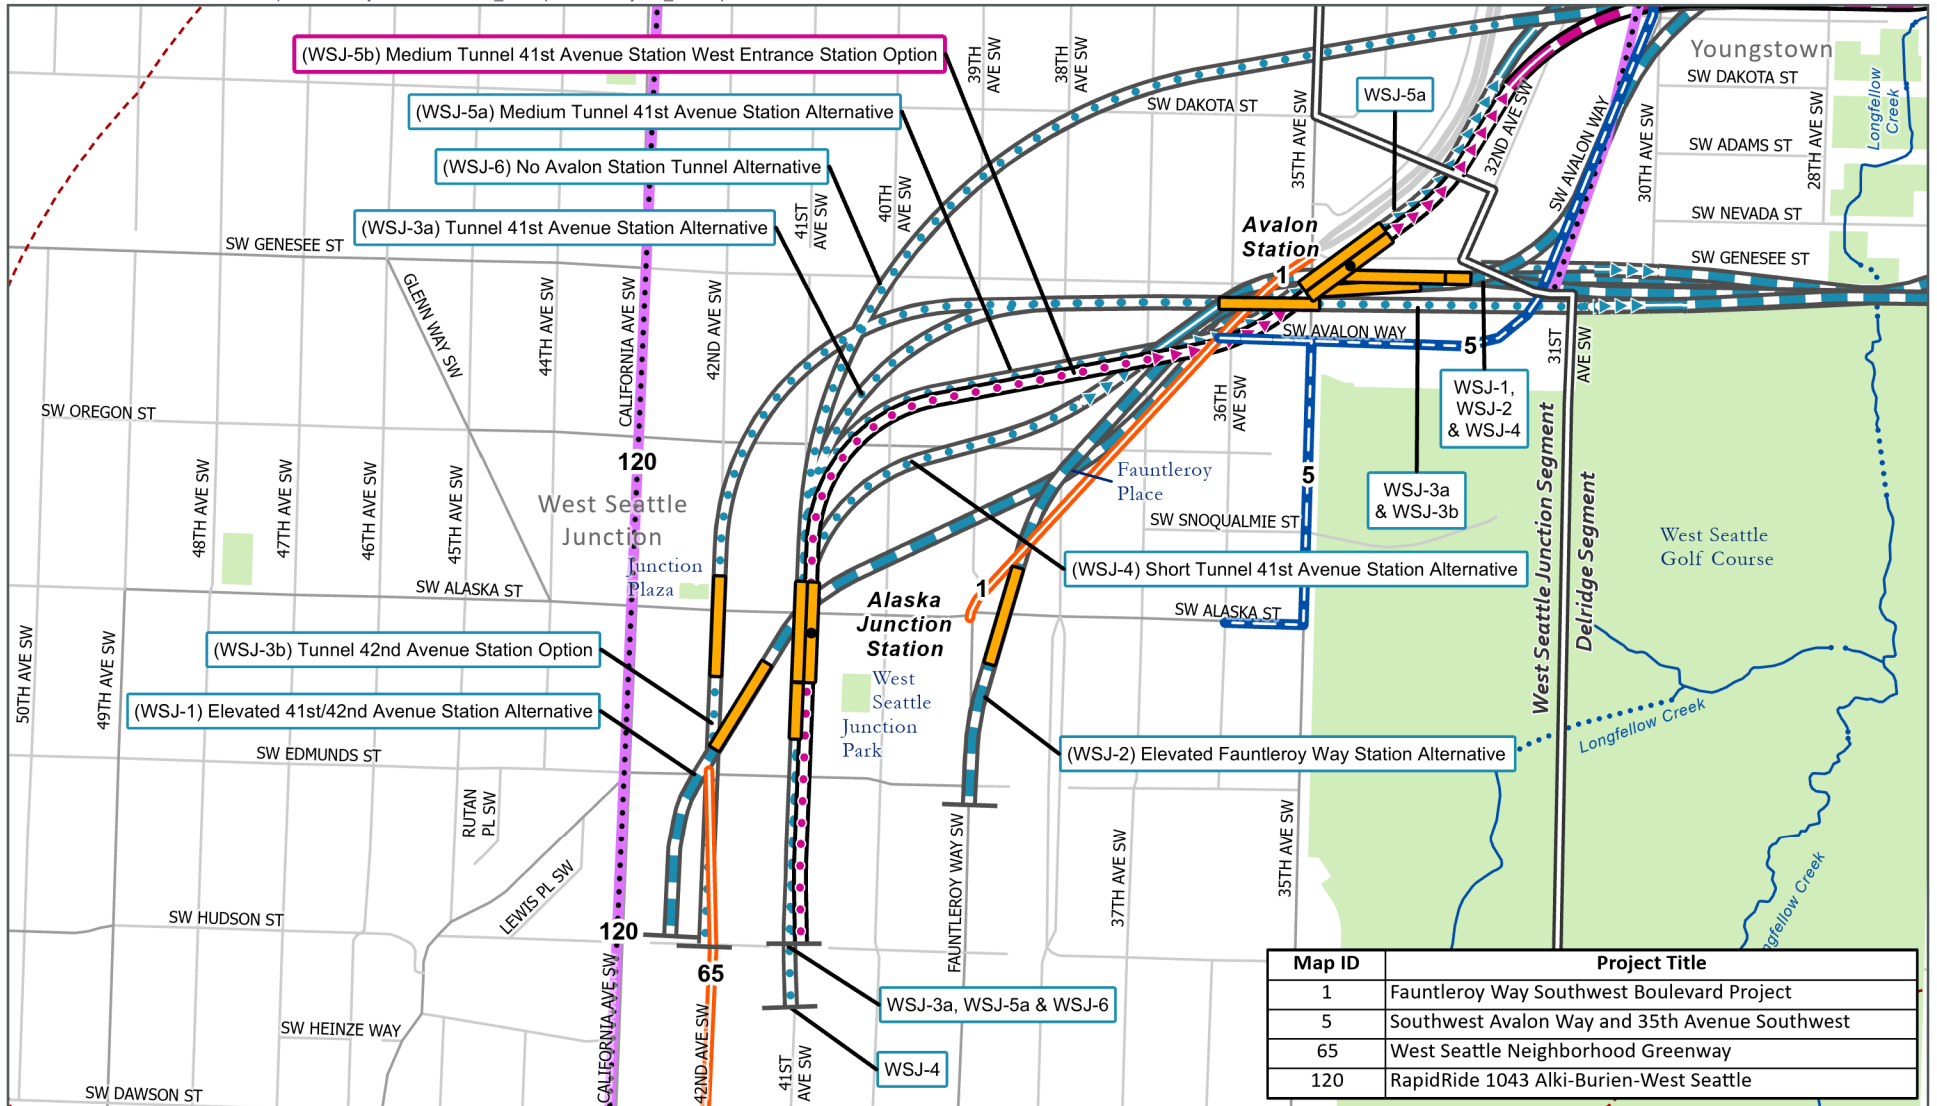 (WSJ-5b) Medium Tunnel 41st Avenue Station West Entrance Station Option
39TH
AVE SW
38TH
AVE SW
Youngstown
SW DAKOTA ST
(WSJ-5a) Medium Tunnel 41st Avenue Station Alternative
SW DAKOTA ST
WSJ-5a
35TH AVE SW
32ND AVE SW
SW AVALON WAY
30TH AVE SW
28TH AVE SW
Longfellow
Creek
SW ADAMS ST
(WSJ-6) No Avalon Station Tunnel Alternative
40TH
AVE SW
41ST
AVE SW
(WSJ-3a) Tunnel 41st Avenue Station Alternative
SW NEVADA ST
Avalon
Station
SW GENESEE ST
SW GENESEE ST
1
GLENN WAY SW
44TH AVE SW
CALIFORNIA AVE SW
42ND AVE SW
SW AVALON WAY
5
31ST
AVE SW
36TH
AVE SW
WSJ-1,
WSJ-2
& WSJ-4
SW OREGON ST
120
48TH AVE SW
47TH AVE SW
46TH AVE SW
45TH AVE SW
West Seattle
Junction
Fauntleroy
Place
5
WSJ-3a
& WSJ-3b
SW SNOQUALMIE ST
West Seattle Junction Segment
Delridge Segment
West Seattle
Golf Course
Junction
Plaza
(WSJ-4) Short Tunnel 41st Avenue Station Alternative
SW ALASKA ST
1
Alaska
Junction
Station
SW ALASKA ST
50TH AVE SW
49TH AVE SW
(WSJ-3b) Tunnel 42nd Avenue Station Option
West
Seattle
Junction
Park
(WSJ-1) Elevated 41st/42nd Avenue Station Alternative
Longfellow Creek
SW EDMUNDS ST
(WSJ-2) Elevated Fauntleroy Way Station Alternative
RUTAN
PL SW
LEWIS PL SW
FAUNTLEROY WAY SW
37TH AVE SW
35TH AVE SW
ngfellow Creek
SW HUDSON ST
120
65
CALIFORNIA AVE SW
42ND AVE SW
41ST
AVE SW
WSJ-3a, WSJ-5a & WSJ-6
SW HEINZE WAY
WSJ-4
SW DAWSON ST
Map ID Project Title
1 Fauntleroy Way Southwest Boulevard Project
5 Southwest Avalon Way and 35th Avenue Southwest
65 West Seattle Neighborhood Greenway
120 RapidRide 1043 Alki-Burien-West Seattle